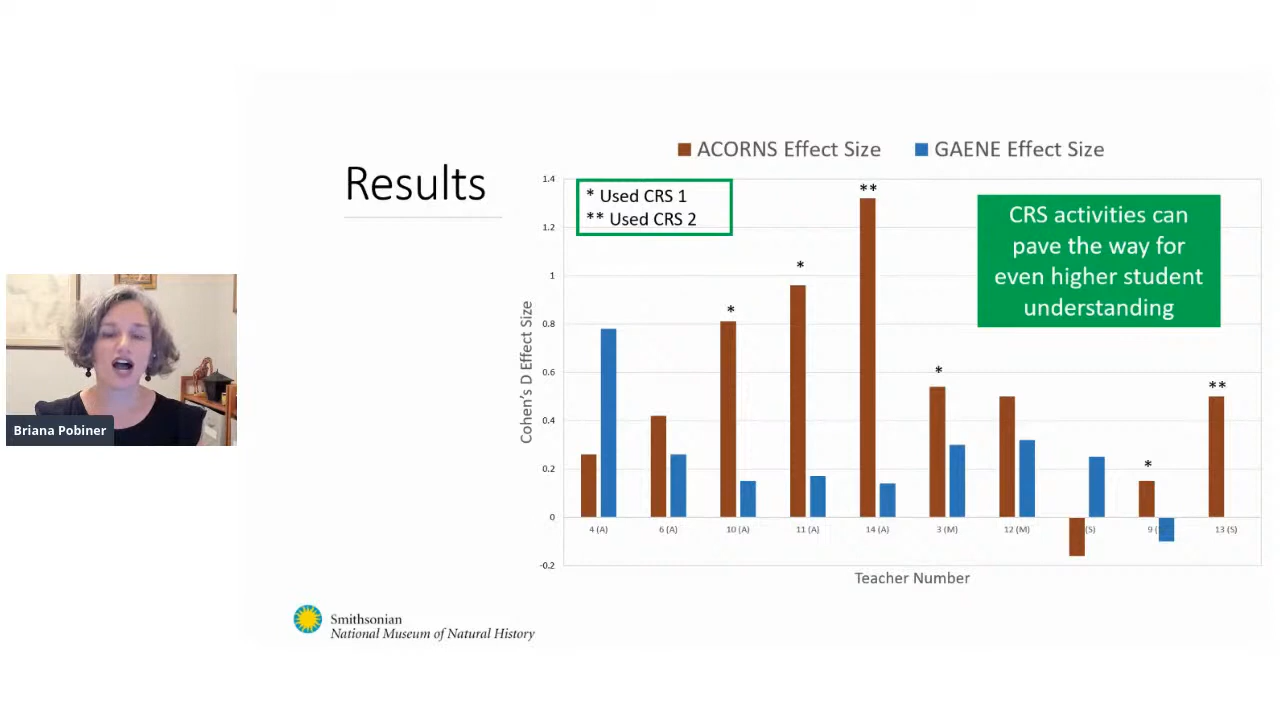 Results
ACORNS Effect Size
GAENE Effect Size
* Used CRS 1
** Used CRS 2
CRS activities can
pave the way for
even higher student
understanding
Cohen's D Effect Size
1.4
1.2
1
0.8
0.6
0.4
0.2
0
-0.2
*
*
**
*
*
**
4 (A)
6 (A)
10 (A)
11 (A)
14 (A)
3 (M)
12 (M)
(S)
9 (
13 (S)
Teacher Number
Briana Pobiner
Smithsonian
National Museum of Natural History